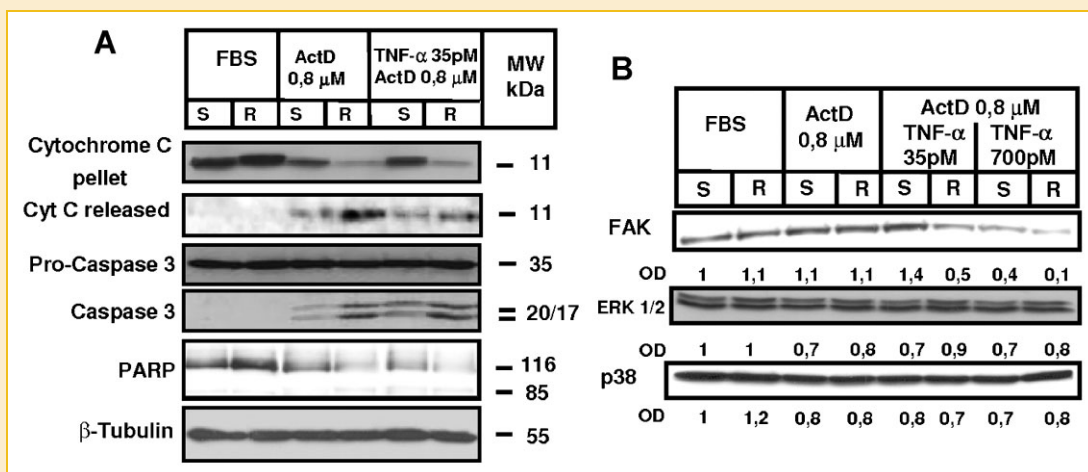 A
FBS
ActD
0,8 μM
TNF-α 35pM
ActD 0,8 μM
MW
kDa
S R S R S R
Cytochrome C
pellet
11
Cyt C released
11
Pro-Caspase 3
35
Caspase 3
20/17
PARP
116
85
β-Tubulin
55
B
FBS
ActD
0,8 μM
ActD 0,8 μM
TNF-α
35pM
TNF-α
700pM
S R S R S R S R
FAK
OD 1 1,1 1,1 1,1 1,4 0,5 0,4 0,1
ERK 1/2
OD 1 1 0,7 0,8 0,7 0,9 0,7 0,8
p38
OD 1 1,2 0,8 0,8 0,8 0,7 0,7 0,8